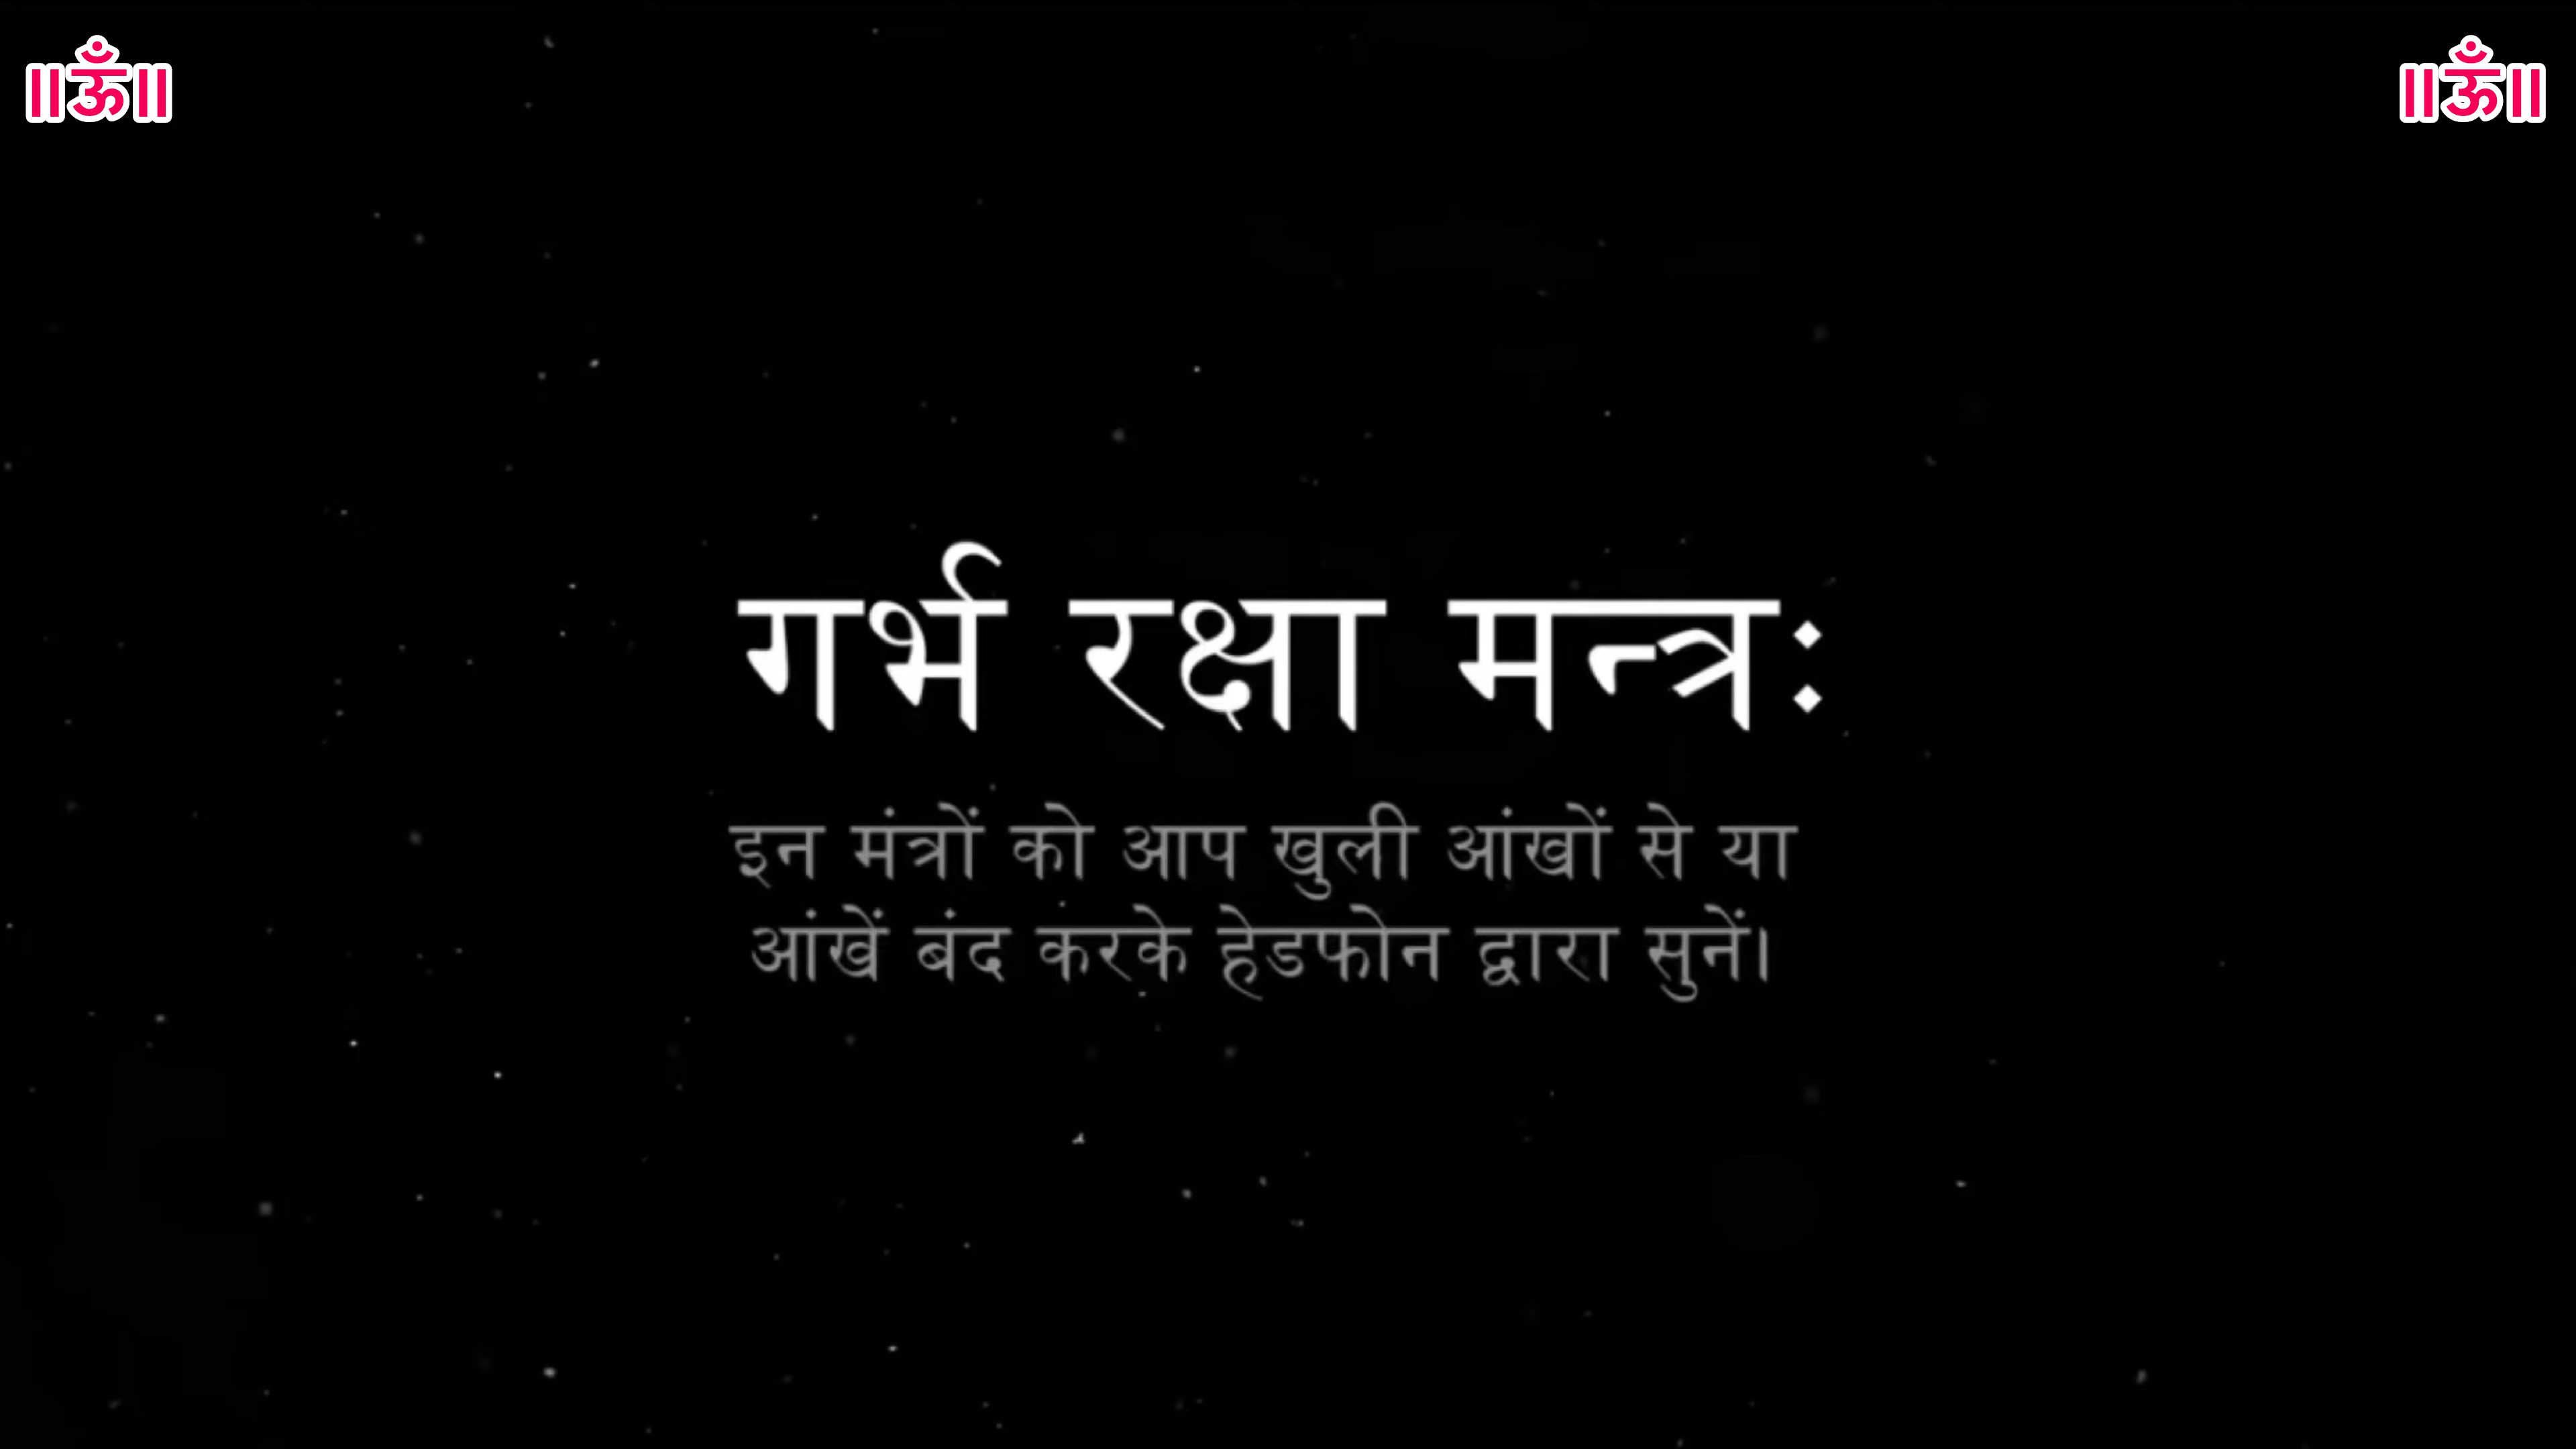 ॥ॐ॥ ॥ॐ॥
गर्भ रक्षा मन्त्रः
इन मंत्रों को आप खुली आंखों से या
आंखें बंद करके हेडफोन द्वारा सुनें।